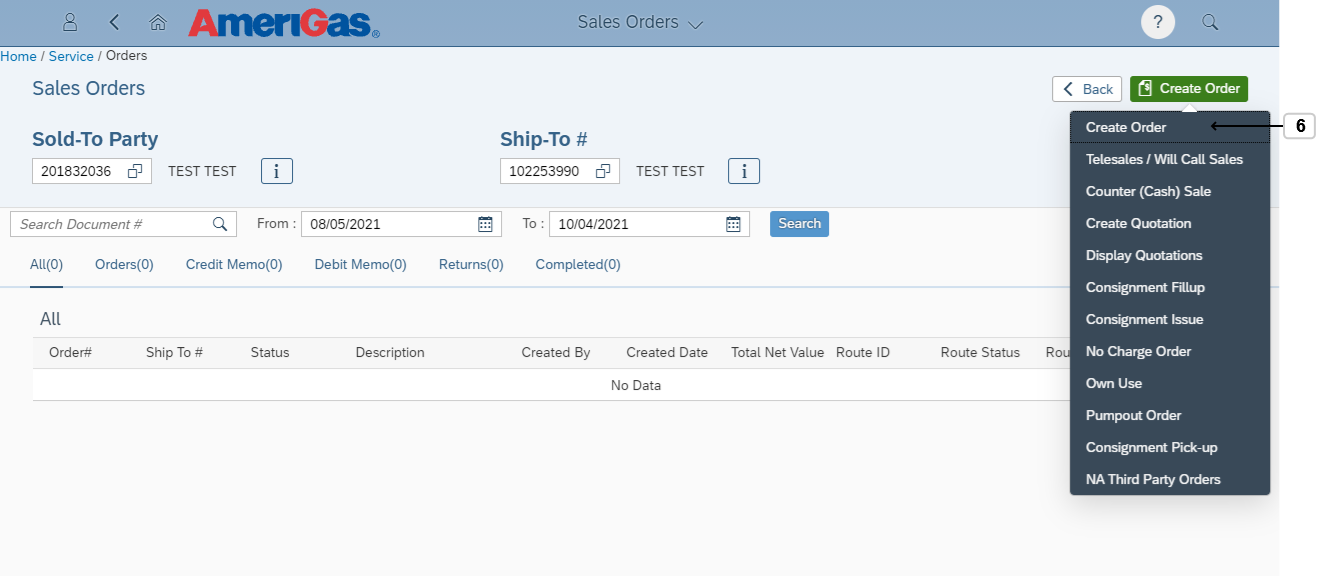 AmeriGas®
Sales Orders
?
Home / Service / Orders
Sales Orders
Back
Create Order
Sold-To Party
Ship-To #
201832036
TEST TEST
i
102253990
TEST TEST
i
Search Document #
From :
08/05/2021
To :
10/04/2021
Search
All(0) Orders(0) Credit Memo(0) Debit Memo(0) Returns(0) Completed(0)
All
Order# Ship To # Status Description Created By Created Date Total Net Value Route ID Route Status Rou
No Data
Create Order
6
Telesales / Will Call Sales
Counter (Cash) Sale
Create Quotation
Display Quotations
Consignment Fillup
Consignment Issue
No Charge Order
Own Use
Pumpout Order
Consignment Pick-up
NA Third Party Orders